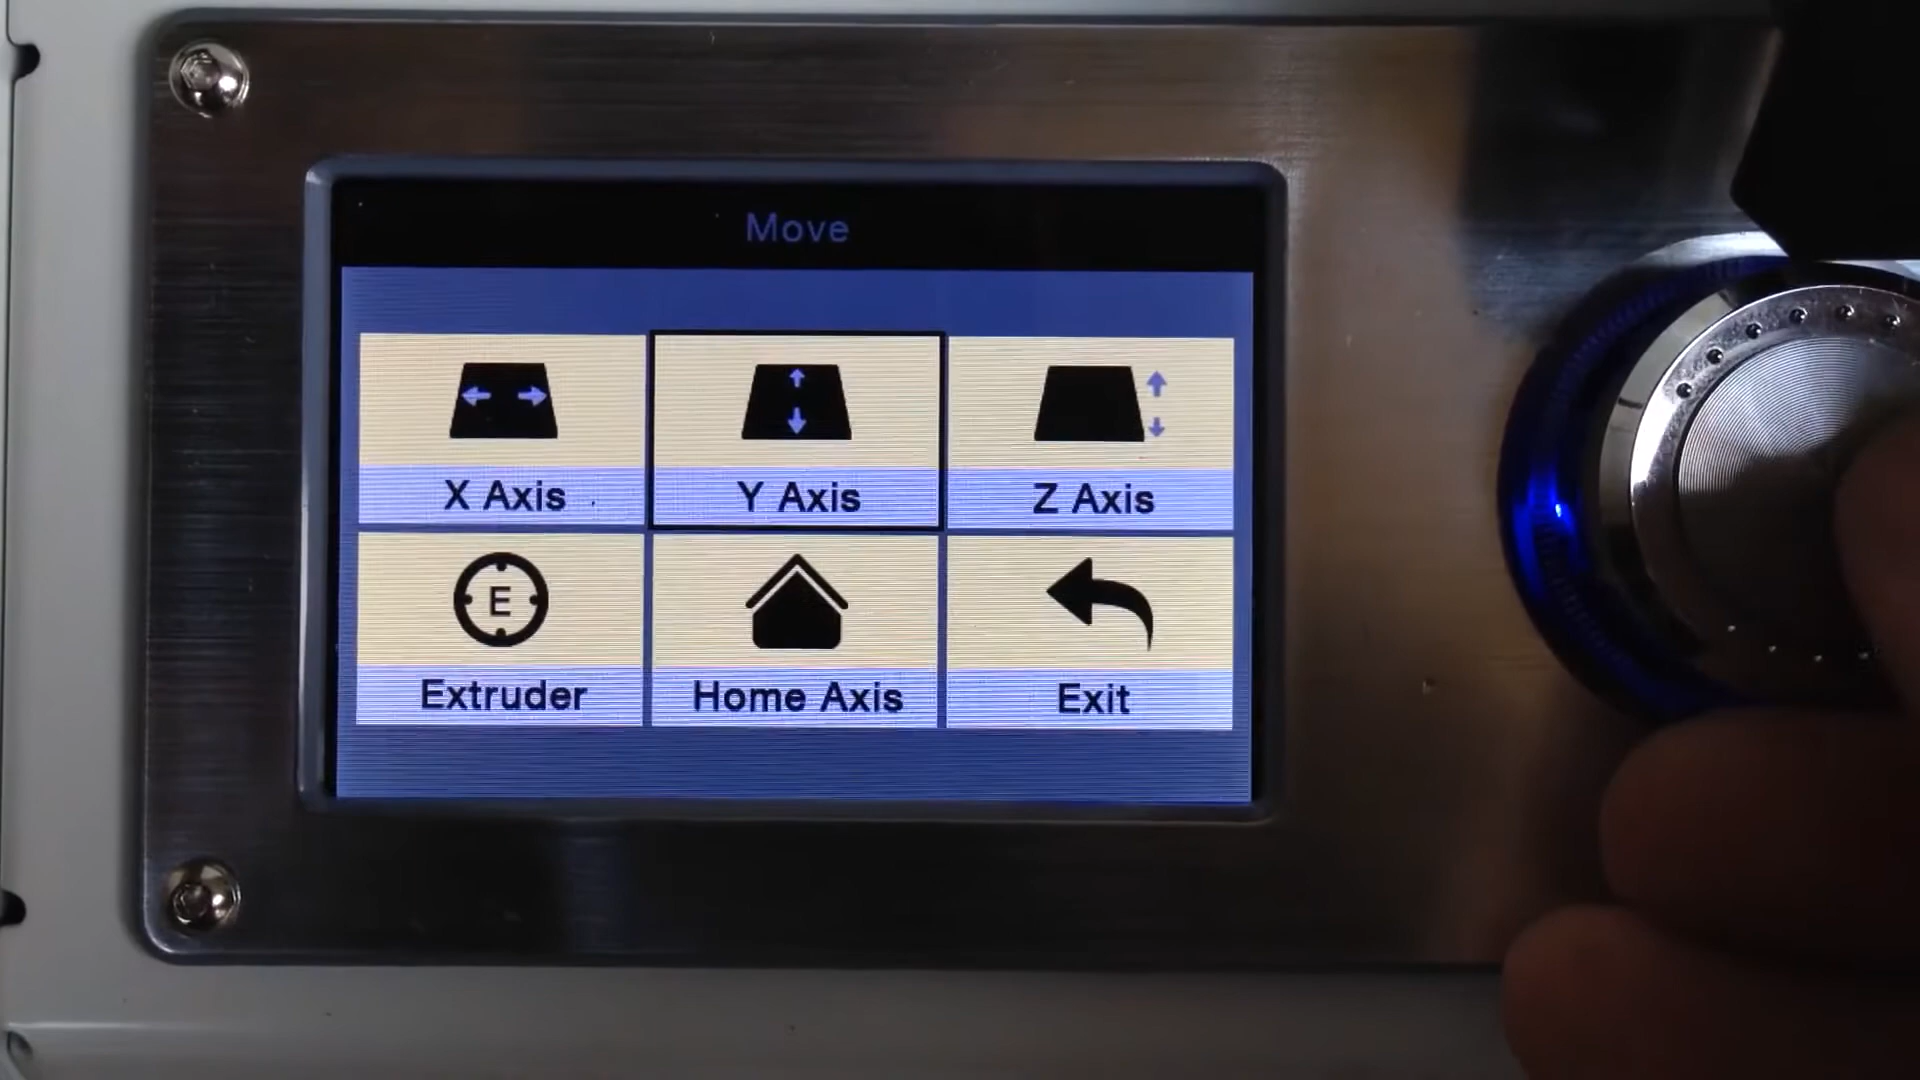 Move
X Axis
Y Axis
Z Axis
E
Extruder
Home Axis
Exit